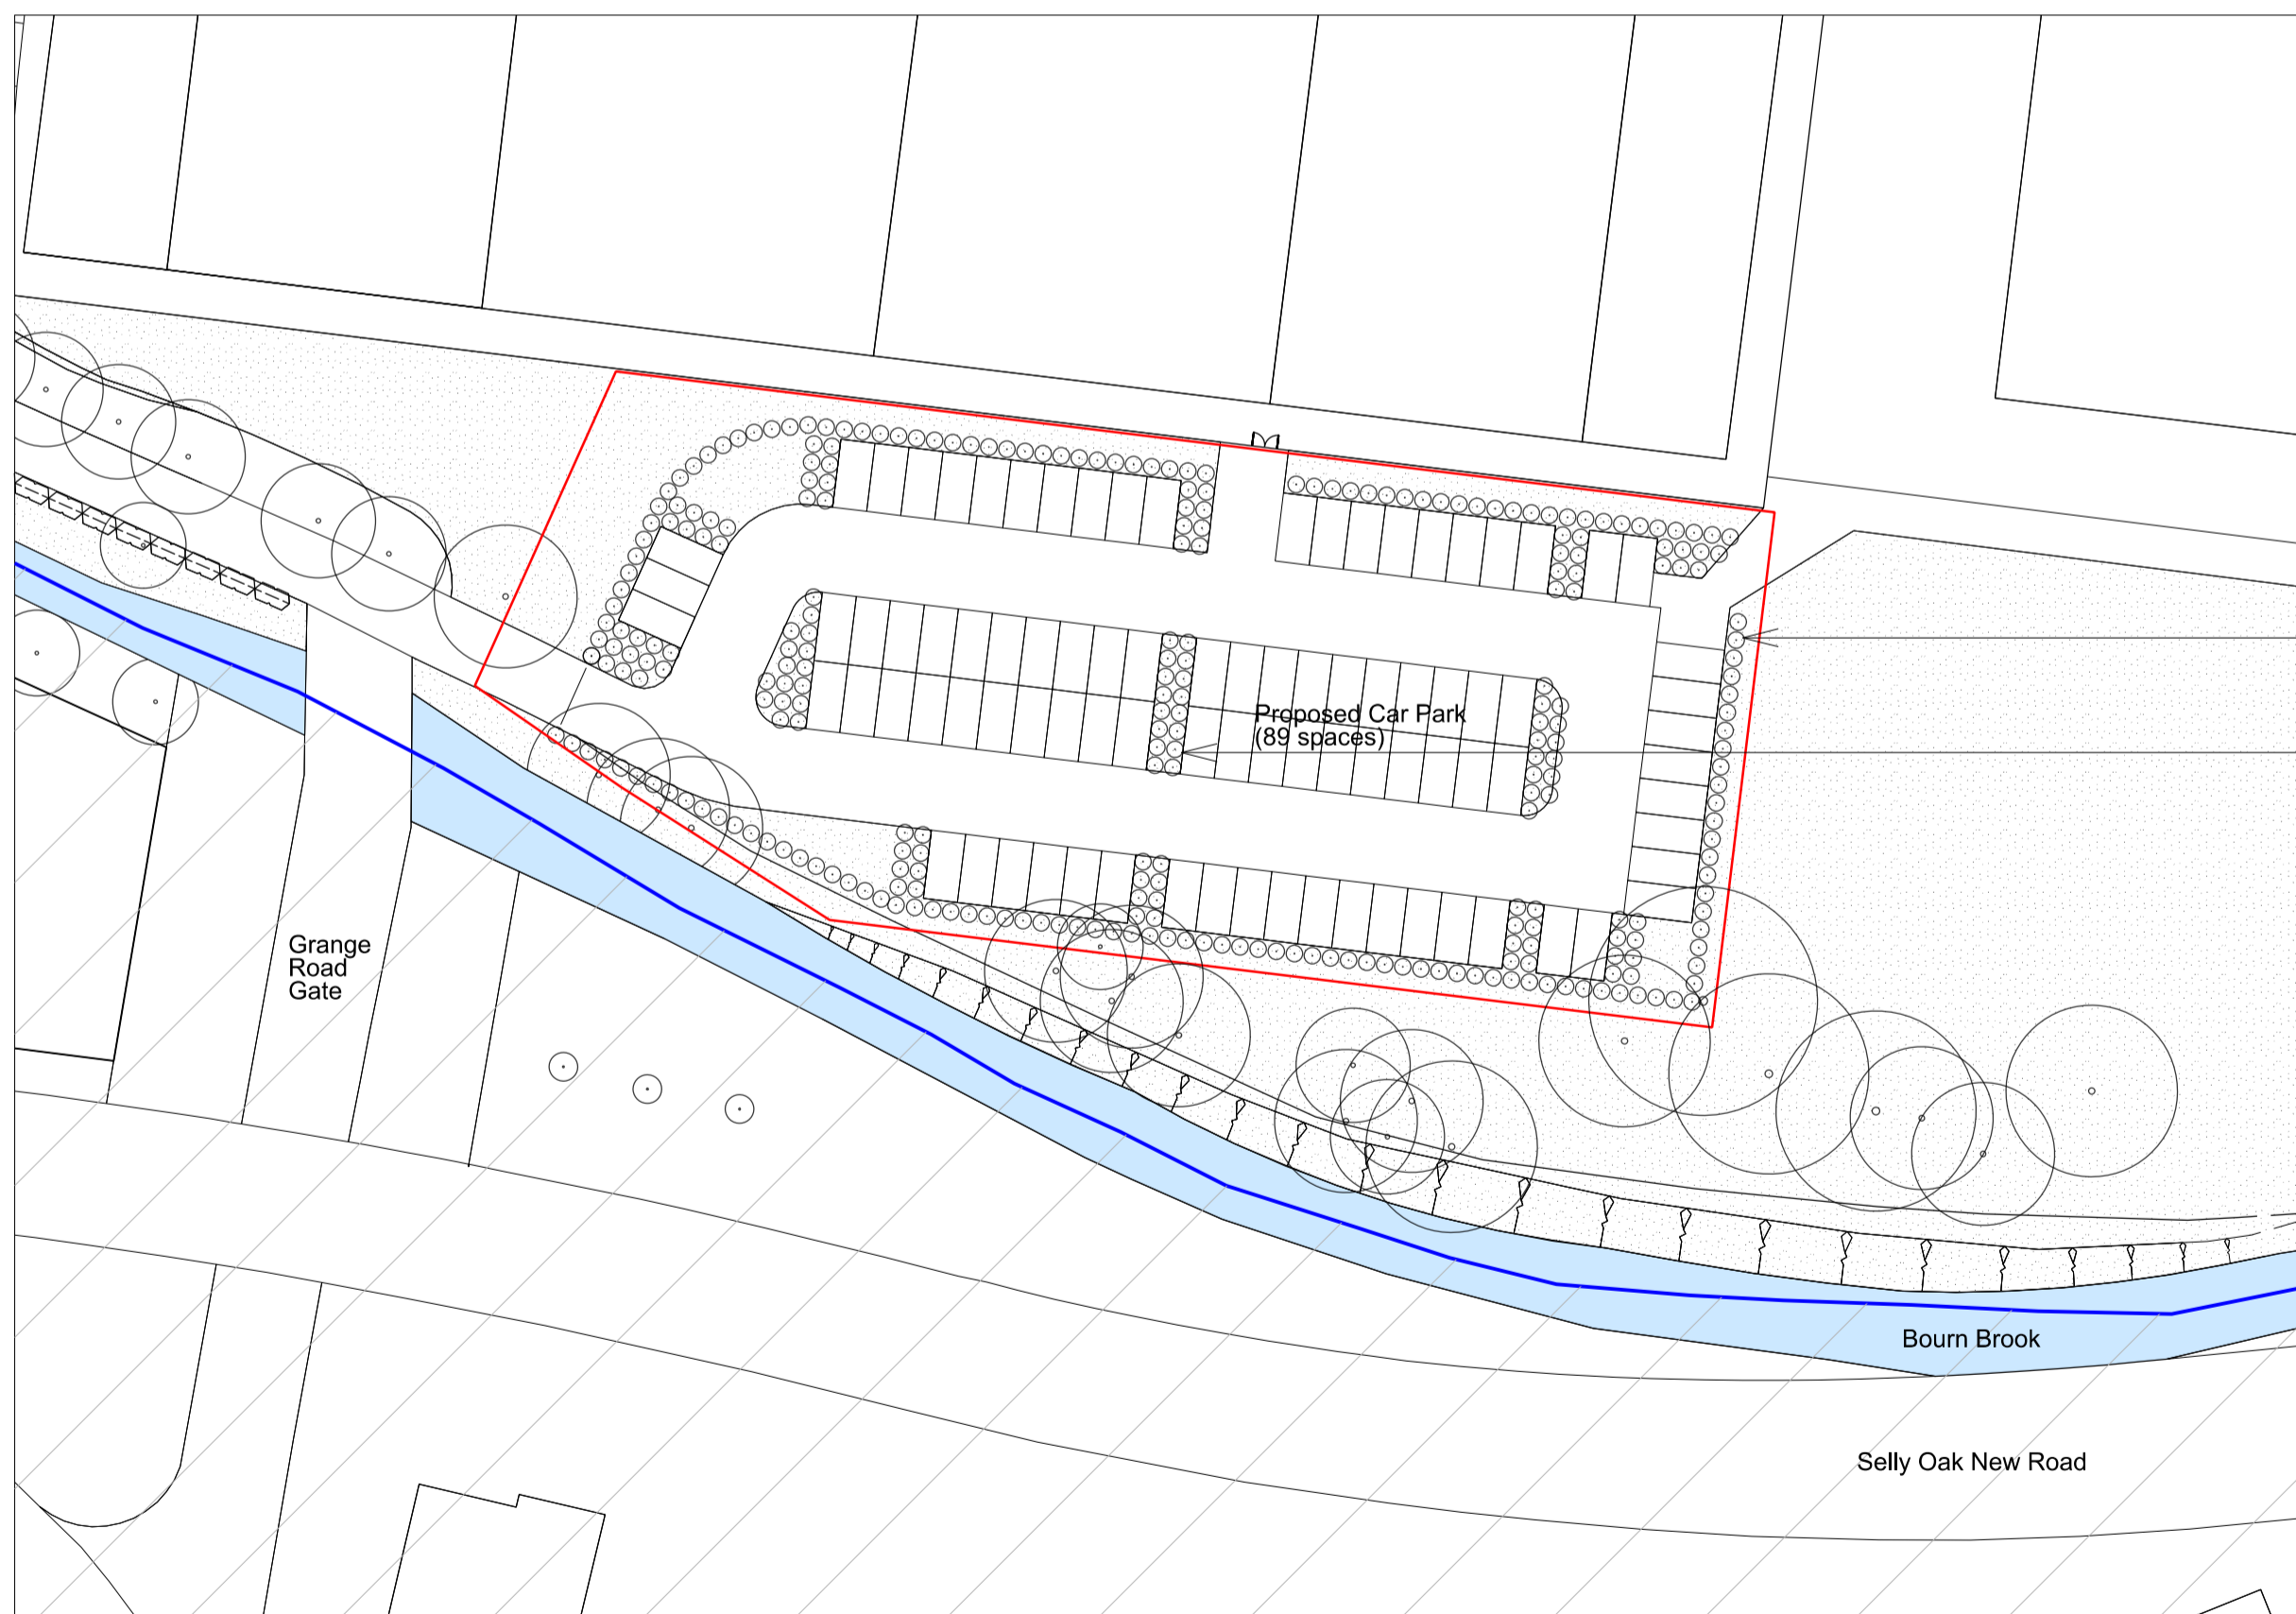 Proposed Car Park
(89 spaces)
Grange
Road
Gate
Bourn Brook
Selly Oak New Road